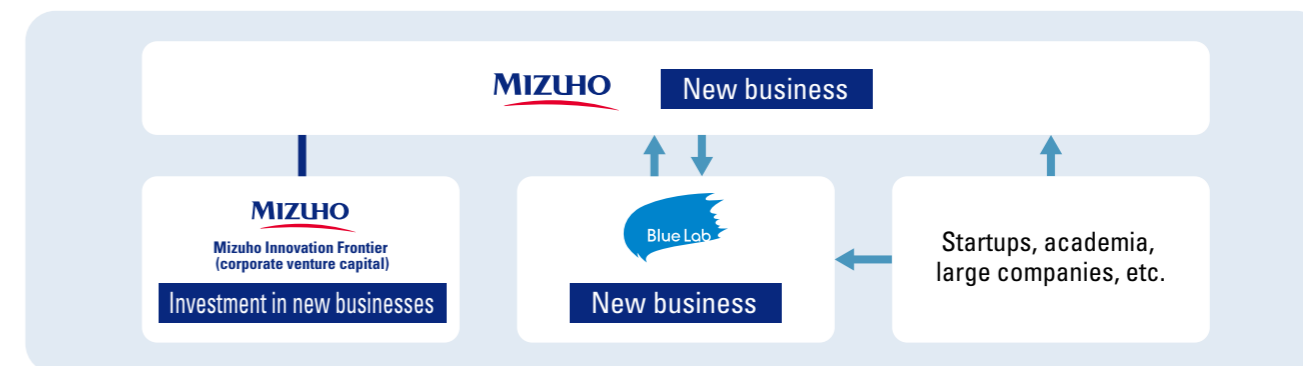 MIZUHO
New business
MIZUHO
Mizuho Innovation Frontier
(corporate venture capital)
Investment in new businesses
Blue Lab
New business
Startups, academia,
large companies, etc.